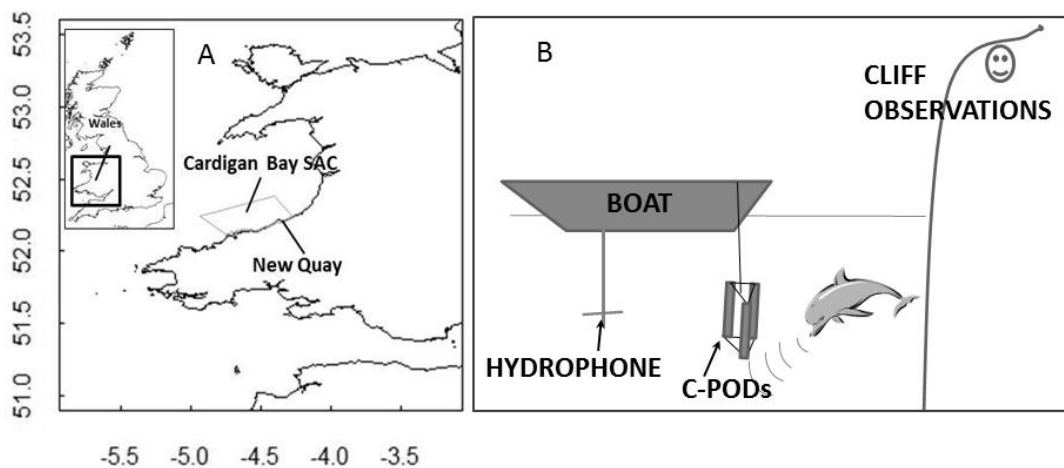 A
Wales
Cardigan Bay SAC
New Quay
53.5
53.0
52.5
52.0
51.5
51.0
-5.5 -5.0 -4.5 -4.0 -3.5
B
CLIFF
OBSERVATIONS
BOAT
HYDROPHONE
C-PODs